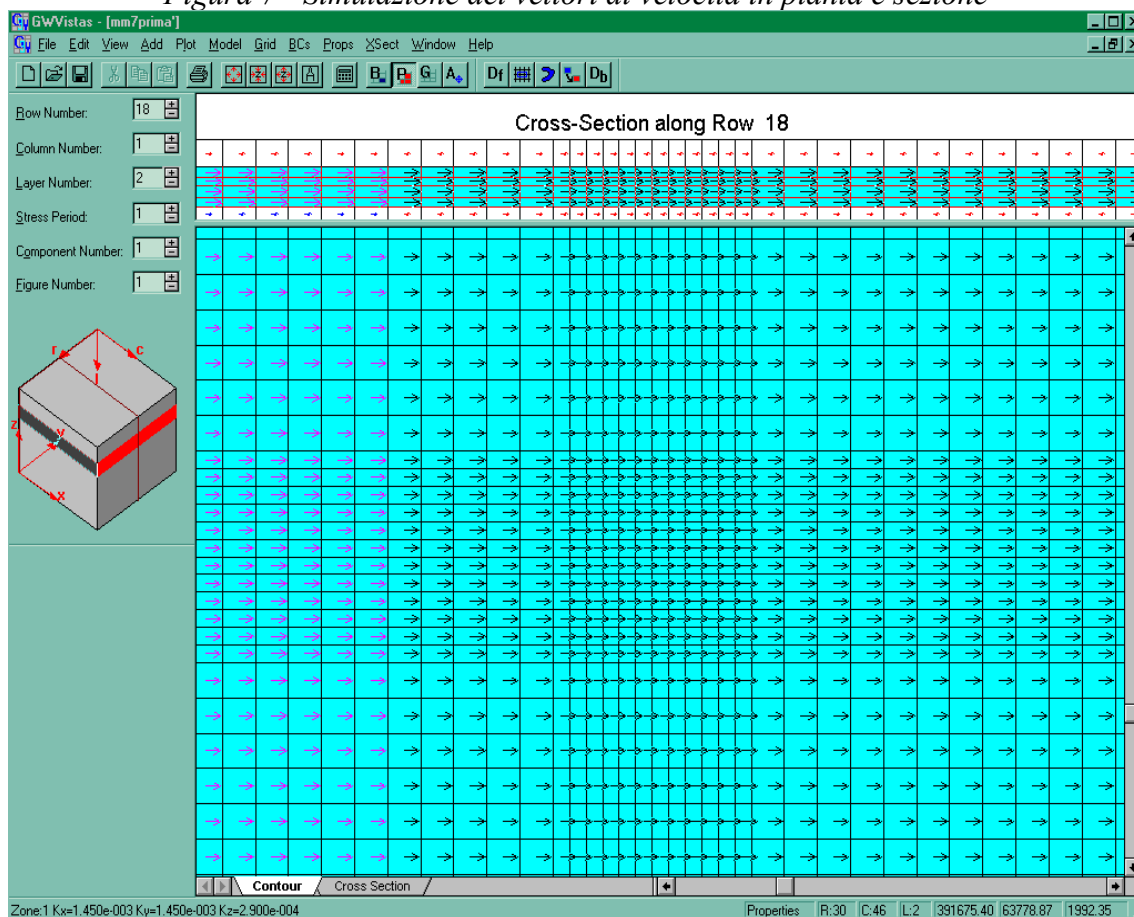 Figura 7 - Simulazione dei vettori di velocità in pianta e sezione
GWVistas - [mm7prima']
File Edit View Add Plot Model Grid BCs Props XSect Window Help
Df Db
Row Number: 18
Column Number: 1
Layer Number: 2
Stress Period: 1
Component Number: 1
Figure Number: 1
Cross-Section along Row 18
r c
l
z y
x
Contour Cross Section
Zone:1 Kx=1.450e-003 Ky=1.450e-003 Kz=2.900e-004 Properties R:30 C:46 L:2 391675.40 63778.87 1992.35